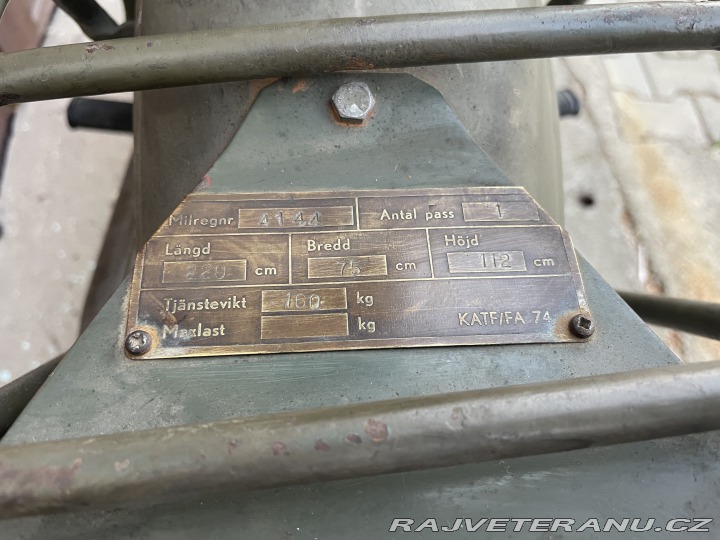 Milregnr 4144 Antal pass 1
Längd Bredd Höjd
220 cm 75 cm 112 cm
Tjänstevikt 160 kg
Maxlast kg KATF/FA 74
RAJVETERANU.CZ